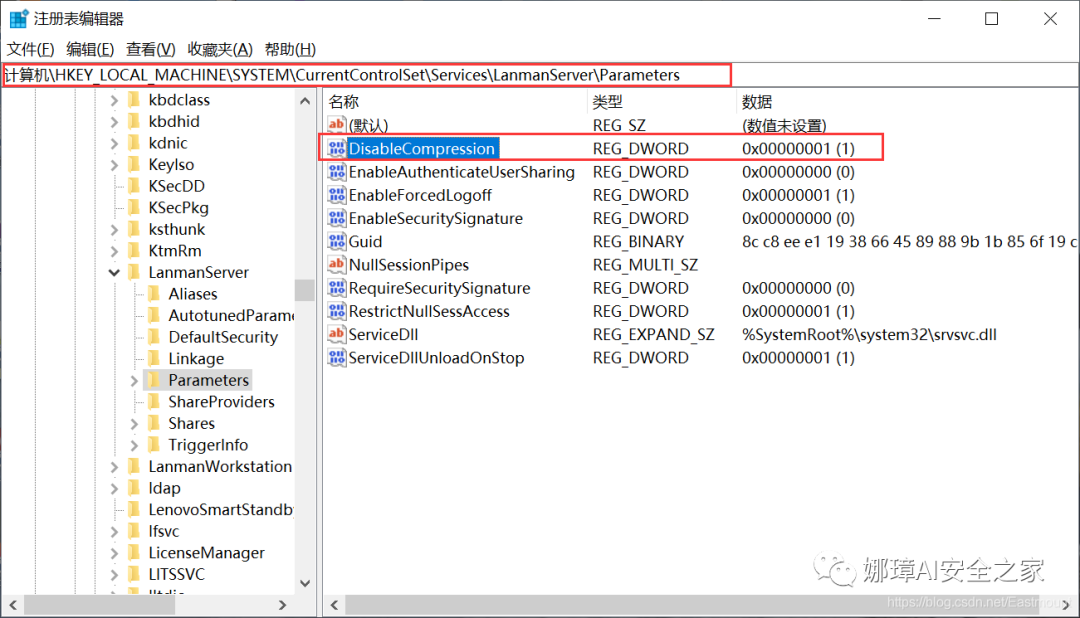 注册表编辑器
文件(F) 编辑(E) 查看(V) 收藏夹(A) 帮助(H)
计算机\HKEY_LOCAL_MACHINE\SYSTEM\CurrentControlSet\Services\LanmanServer\Parameters
kbdclass
kbdhid
kdnic
KeyIso
KSecDD
KSecPkg
ksthunk
KtmRm
LanmanServer
Aliases
AutotunedParame
DefaultSecurity
Linkage
Parameters
ShareProviders
Shares
TriggerInfo
LanmanWorkstation
ldap
LenovoSmartStandb
lfsvc
LicenseManager
LITSSVC
lltdio
名称 类型 数据
(默认) REG_SZ (数值未设置)
DisableCompression REG_DWORD 0x00000001 (1)
EnableAuthenticateUserSharing REG_DWORD 0x00000000 (0)
EnableForcedLogoff REG_DWORD 0x00000001 (1)
EnableSecuritySignature REG_DWORD 0x00000000 (0)
Guid REG_BINARY 8c c8 ee e1 19 38 66 45 89 88 9b 1b 85 6f 19 c
NullSessionPipes REG_MULTI_SZ
RequireSecuritySignature REG_DWORD 0x00000000 (0)
RestrictNullSessAccess REG_DWORD 0x00000001 (1)
ServiceDll REG_EXPAND_SZ %SystemRoot%\system32\srvsvc.dll
ServiceDllUnloadOnStop REG_DWORD 0x00000001 (1)
娜璋AI安全之家
https://blog.csdn.net/Eastmount